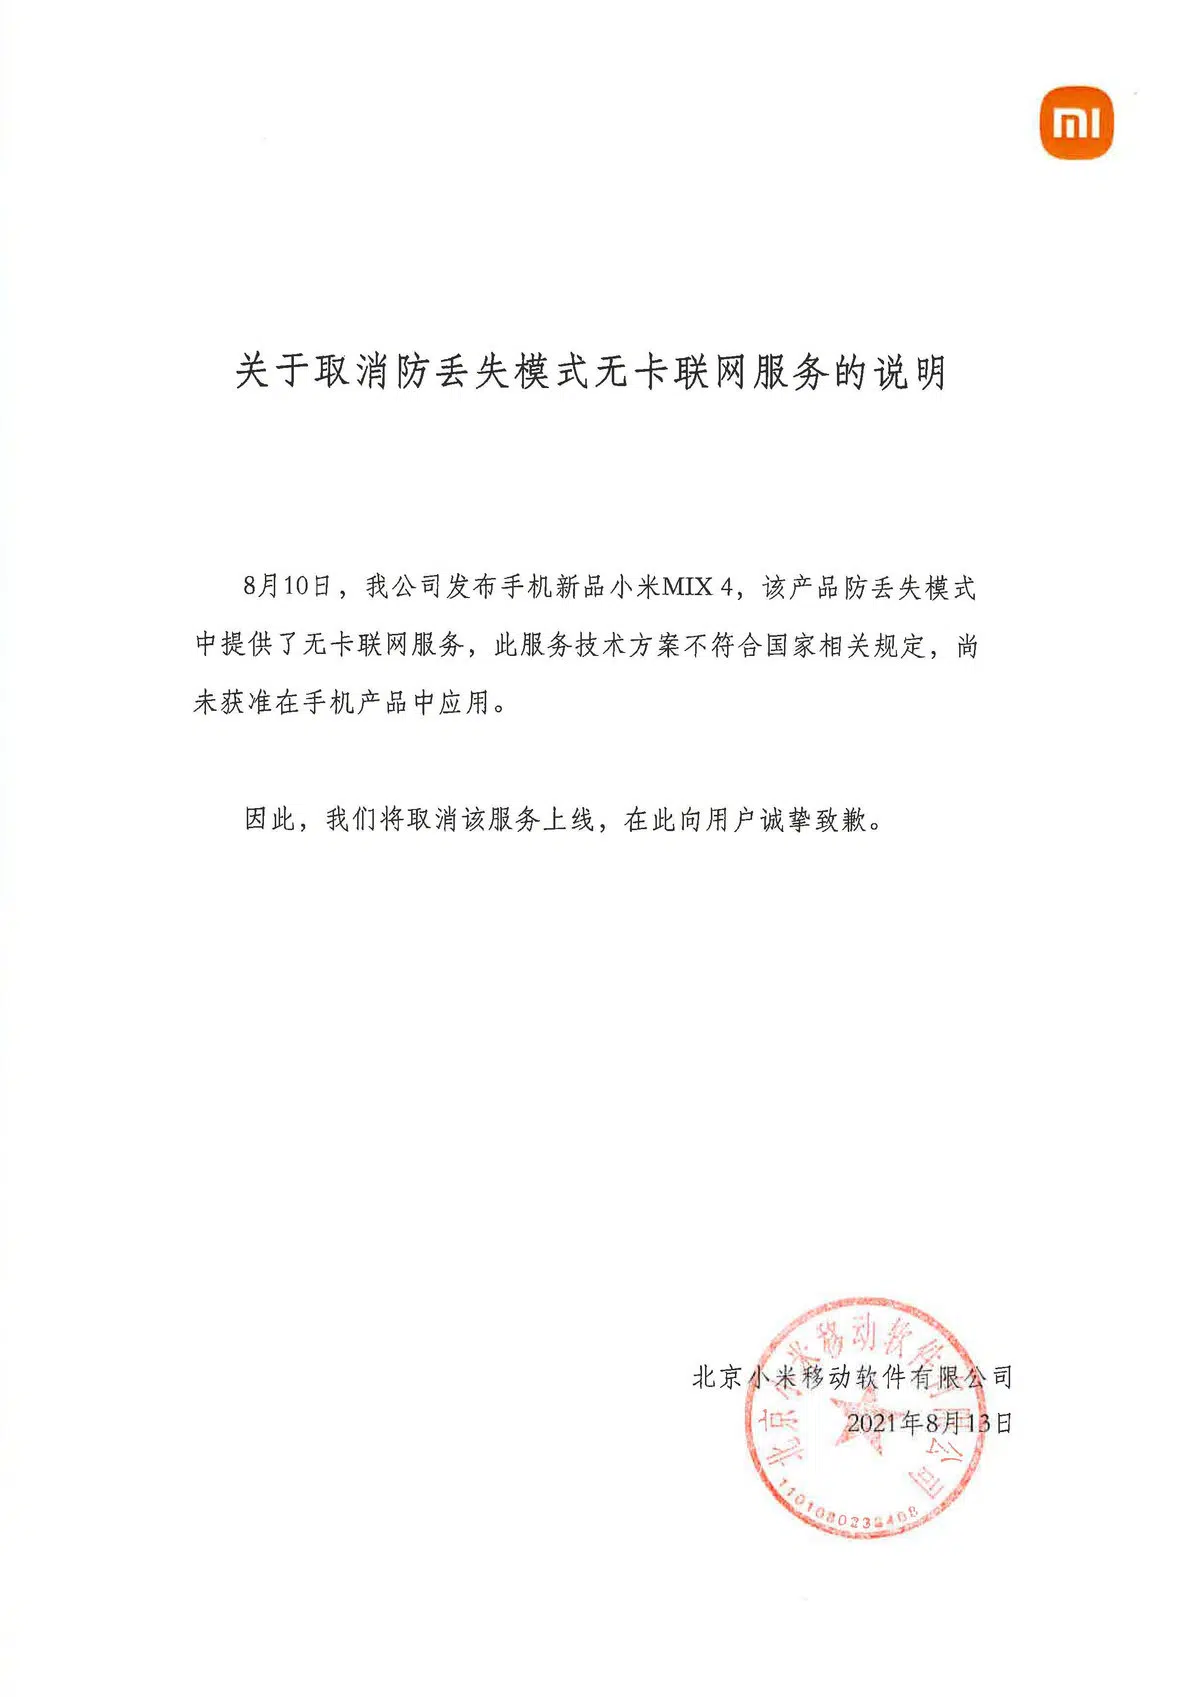 mi
关于取消防丢失模式无卡联网服务的说明
8月10日，我公司发布手机新品小米MIX 4，该产品防丢失模式
中提供了无卡联网服务，此服务技术方案不符合国家相关规定，尚
未获准在手机产品中应用。
因此，我们将取消该服务上线，在此向用户诚挚致歉。
北京小米移动软件有限公司
2021年8月13日
北京小米移动软件有限公司